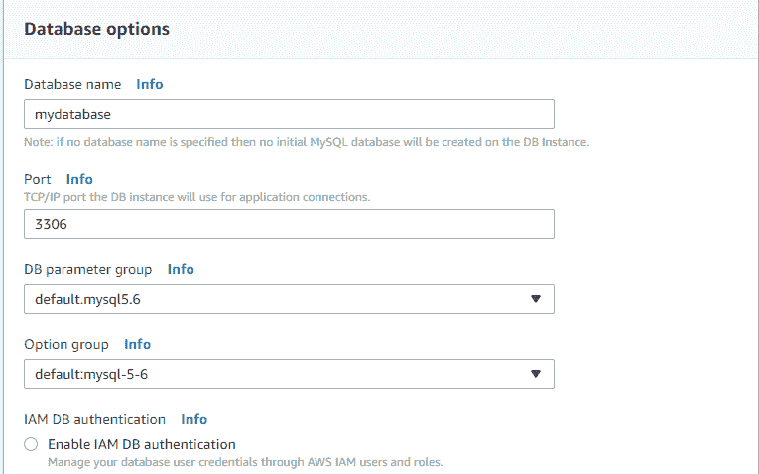 Database options
Database name Info
mydatabase
Note: if no database name is specified then no initial MySQL database will be created on the DB Instance.
Port Info
TCP/IP port the DB instance will use for application connections.
3306
DB parameter group Info
default.mysql5.6
Option group Info
default:mysql-5-6
IAM DB authentication Info
Enable IAM DB authentication
Manage your database user credentials through AWS IAM users and roles.